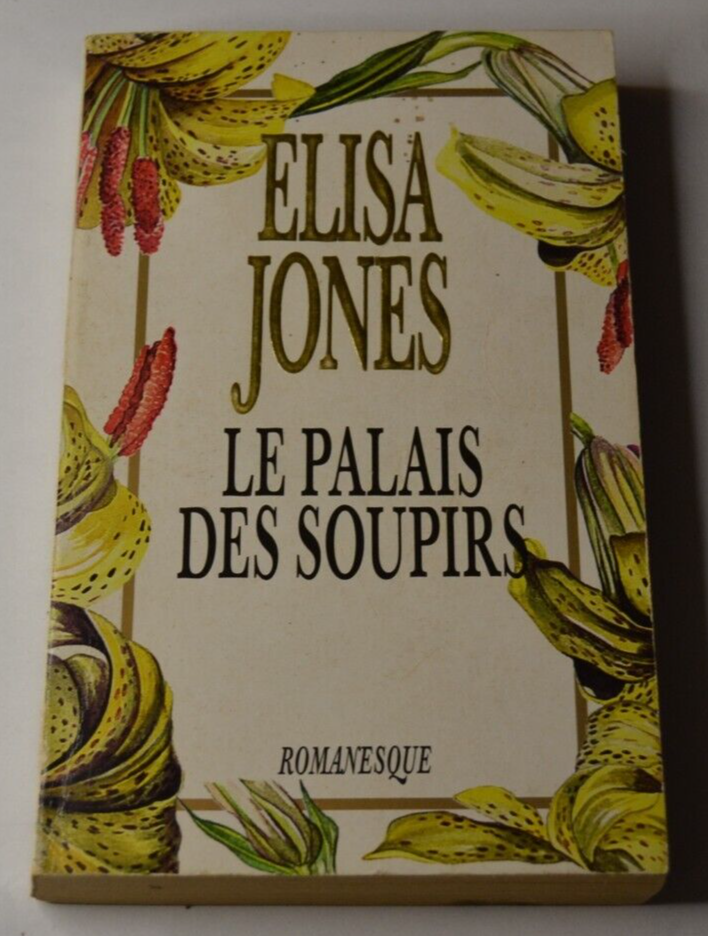 ELISA
JONES
LE PALAIS
DES SOUPIRS
ROMANESQUE